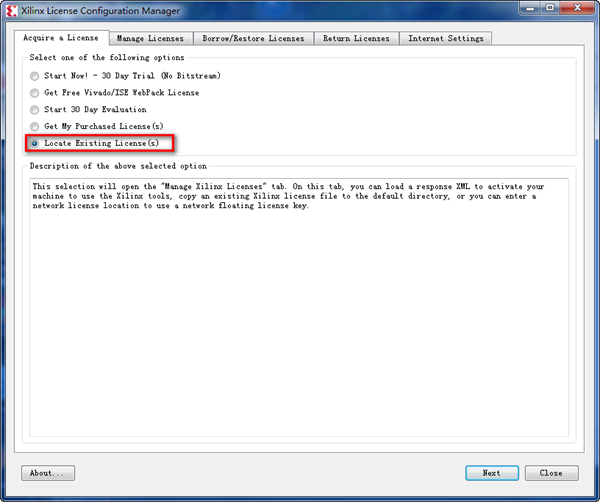 Xilinx License Configuration Manager
Acquire a License
Manage Licenses
Borrow/Restore Licenses
Return Licenses
Internet Settings
Select one of the following options
Start Now! - 30 Day Trial (No Bitstream)
Get Free Vivado/ISE WebPack License
Start 30 Day Evaluation
Get My Purchased License(s)
Locate Existing License(s)
Description of the above selected option
This selection will open the "Manage Xilinx Licenses" tab. On this tab, you can load a response XML to activate your
machine to use the Xilinx tools, copy an existing Xilinx license file to the default directory, or you can enter a
network license location to use a network floating license key.
About...
Next
Close